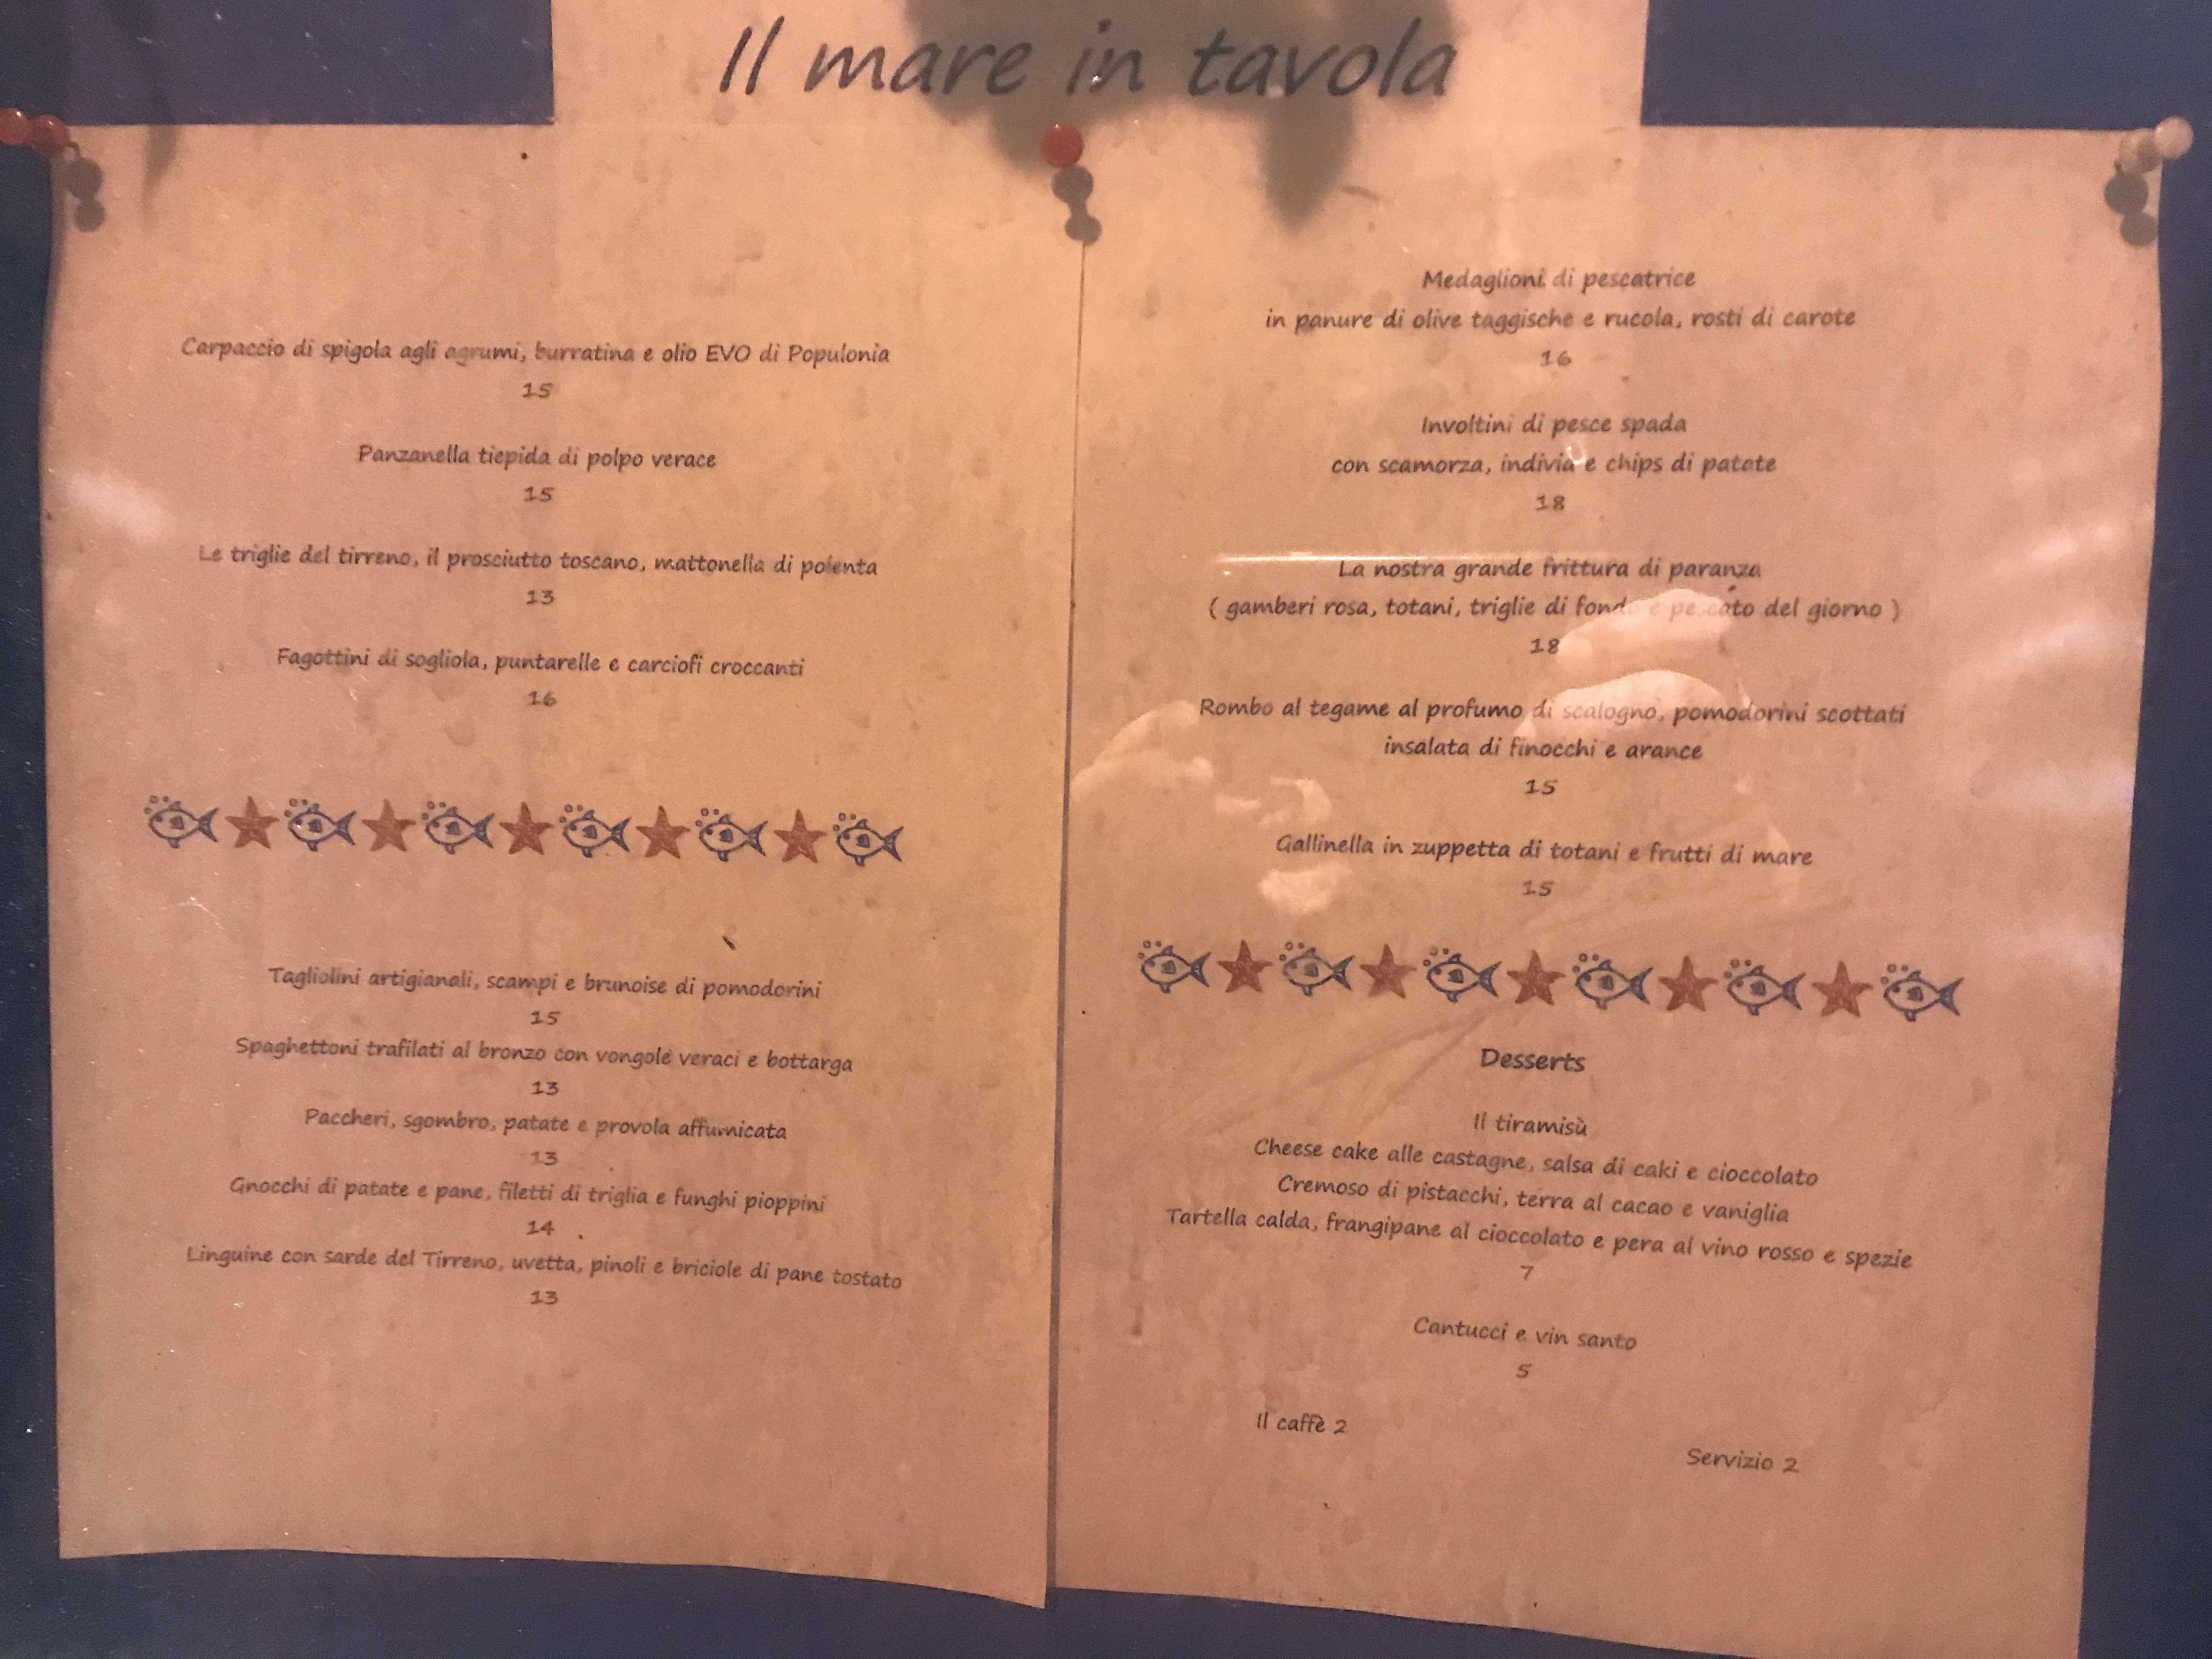 Il mare in tavola
Carpaccio di spigola agli agrumi, burratina e olio EVO di Populonia
15
Panzanella tiepida di polpo verace
15
Le triglie del tirreno, il prosciutto toscano, mattonella di polenta
13
Fagottini di sogliola, puntarelle e carciofi croccanti
16
Tagliolini artigianali, scampi e brunoise di pomodorini
15
Spaghettoni trafilati al bronzo con vongole veraci e bottarga
13
Paccheri, sgombro, patate e provola affumicata
13
Gnocchi di patate e pane, filetti di triglia e funghi pioppini
14
Linguine con sarde del Tirreno, uvetta, pinoli e briciole di pane tostato
13
Medaglioni di pescatrice
in panure di olive taggische e rucola, rosti di carote
16
Involtini di pesce spada
con scamorza, indivia e chips di patate
18
La nostra grande frittura di paranza
( gamberi rosa, totani, triglie di fondo e pescato del giorno )
18
Rombo al tegame al profumo di scalogno, pomodorini scottati
insalata di finocchi e arance
15
Gallinella in zuppetta di totani e frutti di mare
15
Desserts
Il tiramisù
Cheese cake alle castagne, salsa di caki e cioccolato
Cremoso di pistacchi, terra al cacao e vaniglia
Tartella calda, frangipane al cioccolato e pera al vino rosso e spezie
7
Cantucci e vin santo
5
Il caffè 2
Servizio 2